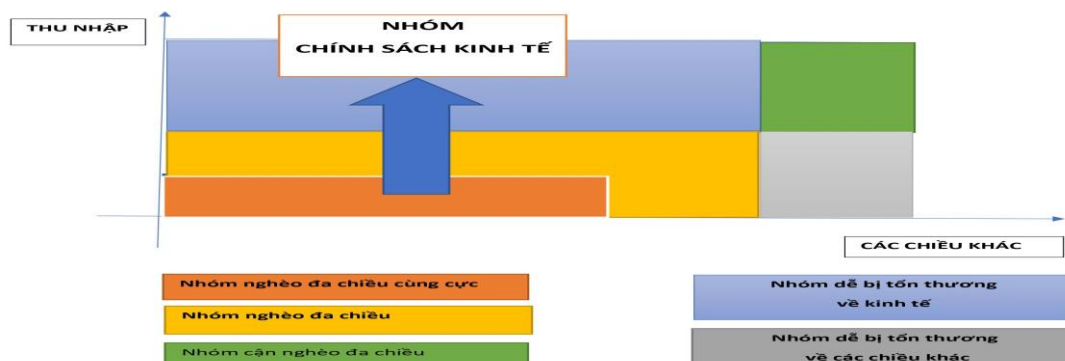 THU NHẬP
NHÓM
CHÍNH SÁCH KINH TẾ
CÁC CHIỀU KHÁC
Nhóm nghèo đa chiều cùng cực
Nhóm nghèo đa chiều
Nhóm cận nghèo đa chiều
Nhóm dễ bị tổn thương
về kinh tế
Nhóm dễ bị tổn thương
về các chiều khác